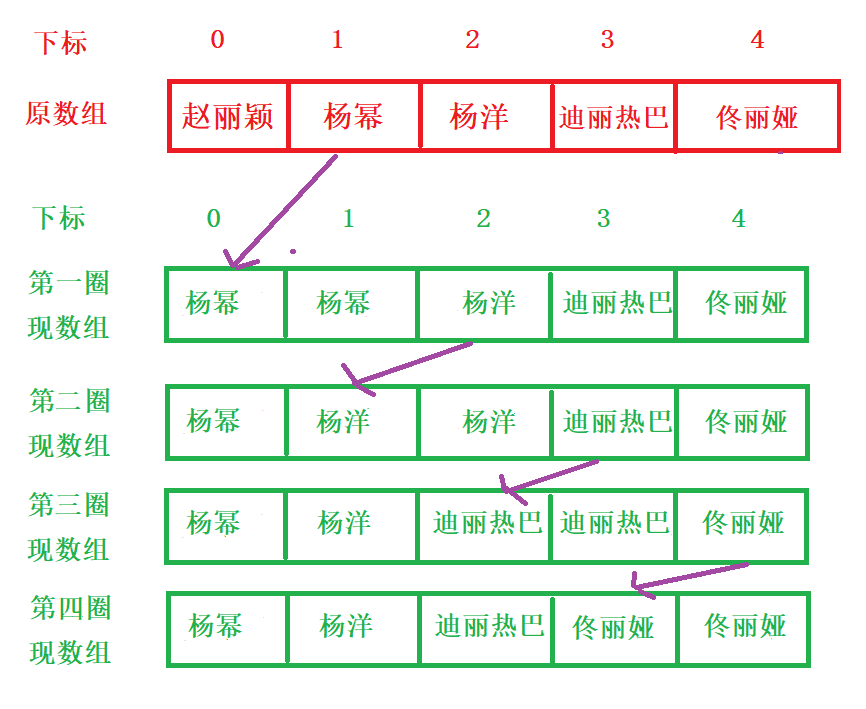 下标 0 1 2 3 4
原数组 赵丽颖 杨幂 杨洋 迪丽热巴 佟丽娅
下标 0 1 2 3 4
第一圈
现数组 杨幂 杨幂 杨洋 迪丽热巴 佟丽娅
第二圈
现数组 杨幂 杨洋 杨洋 迪丽热巴 佟丽娅
第三圈
现数组 杨幂 杨洋 迪丽热巴 迪丽热巴 佟丽娅
第四圈
现数组 杨幂 杨洋 迪丽热巴 佟丽娅 佟丽娅